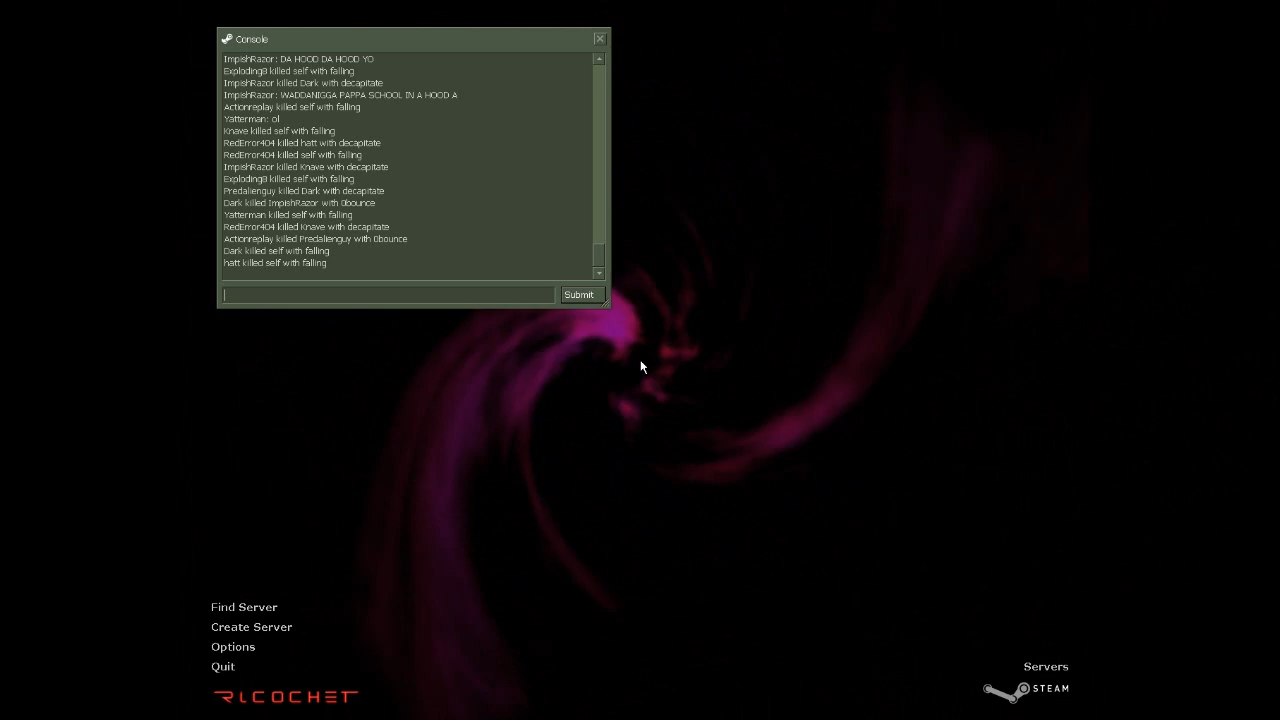 Console
ImpishRazor: DA HOOD DA HOOD YO
Exploding8 killed self with falling
ImpishRazor killed Dark with decapitate
ImpishRazor: WADDANIGGA PAPPA SCHOOL IN A HOOD A
Actionreplay killed self with falling
Yatterman: ol
Knave killed self with falling
RedError404 killed hatt with decapitate
RedError404 killed self with falling
ImpishRazor killed Knave with decapitate
Exploding8 killed self with falling
Predalienguy killed Dark with decapitate
Dark killed ImpishRazor with 0bounce
Yatterman killed self with falling
RedError404 killed Knave with decapitate
Actionreplay killed Predalienguy with 0bounce
Dark killed self with falling
hatt killed self with falling
Submit
Find Server
Create Server
Options
Quit
RICOCHET
Servers
STEAM